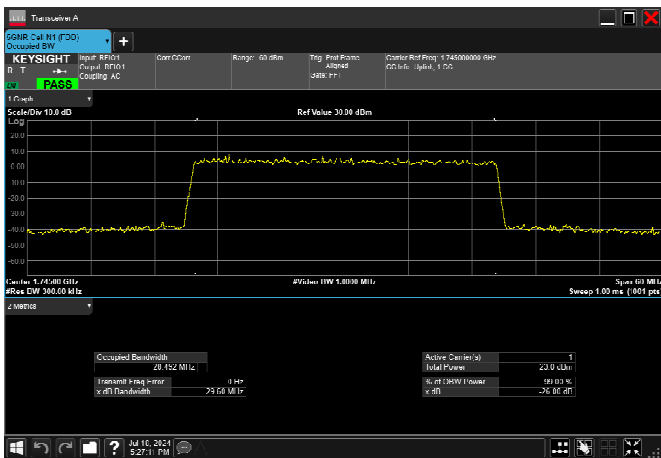 Transceiver A
5GNR Cell N1 (FDD)
Occupied BW
+
KEYSIGHT
R T
PASS
Input: RFIO1
Output: RFIO1
Coupling: AC
Corr: CCorr
Range: 60 dBm
Trig: Prnt Frame
Aligned
Gate: FFT
Carrier Ref Freq: 1.745000000 GHz
CC Info: Uplink, 1 CC
1 Graph
Scale/Div 10.0 dB
Ref Value 30.00 dBm
Log
20.0
10.0
0.00
-10.0
-20.0
-30.0
-40.0
-50.0
-60.0
Center 1.74500 GHz
#Video BW 1.0000 MHz
Span 60 MHz
#Res BW 300.00 kHz
Sweep 1.00 ms (1001 pts)
2 Metrics
Occupied Bandwidth
28.492 MHz
Transmit Freq Error
0 Hz
x dB Bandwidth
29.60 MHz
Active Carrier(s)
1
Total Power
23.0 dBm
% of OBW Power
99.00 %
x dB
-26.00 dB
?
Jul 18, 2024
5:27:11 PM